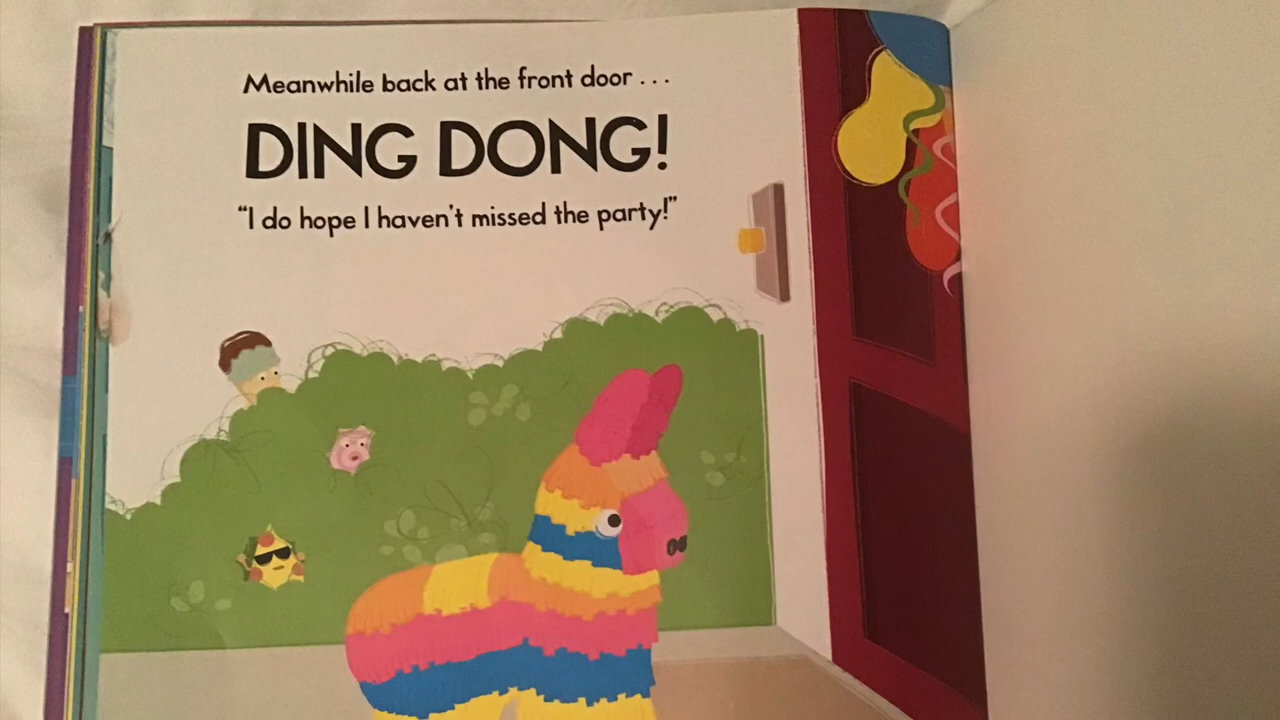 Meanwhile back at the front door . . .
DING DONG!
“I do hope I haven’t missed the party!”